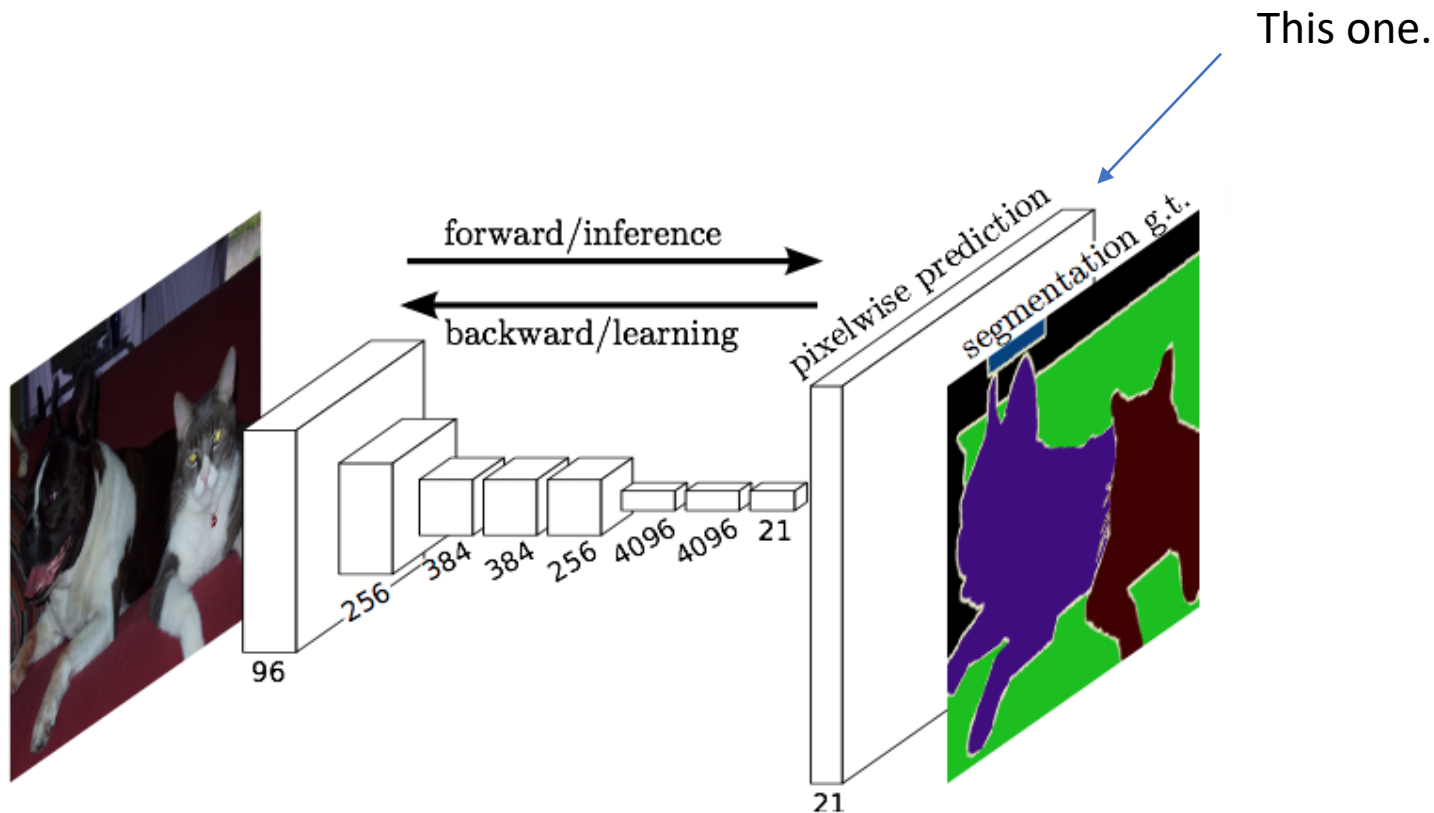 This one.
forward/inference
backward/learning
pixelwise prediction
segmentation g.t.
96
256
384
384
256
4096
4096
21
21